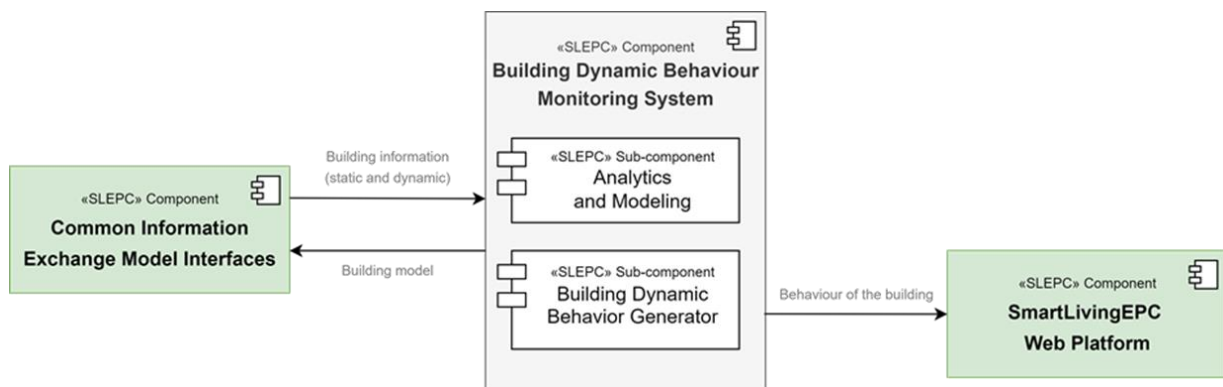 «SLEPC» Component
Building Dynamic Behaviour
Monitoring System
«SLEPC» Sub-component
Analytics
and Modeling
«SLEPC» Sub-component
Building Dynamic
Behavior Generator
Building information
(static and dynamic)
Building model
«SLEPC» Component
Common Information
Exchange Model Interfaces
Behaviour of the building
«SLEPC» Component
SmartLivingEPC
Web Platform